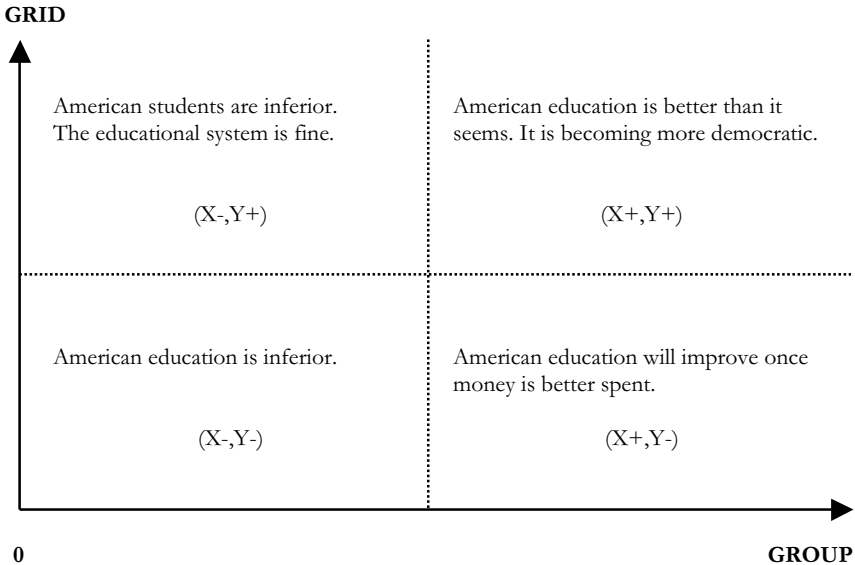 GRID
American students are inferior.
The educational system is fine.
(X-,Y+)
American education is better than it
seems. It is becoming more democratic.
(X+,Y+)
American education is inferior.
(X-,Y-)
American education will improve once
money is better spent.
(X+,Y-)
0
GROUP